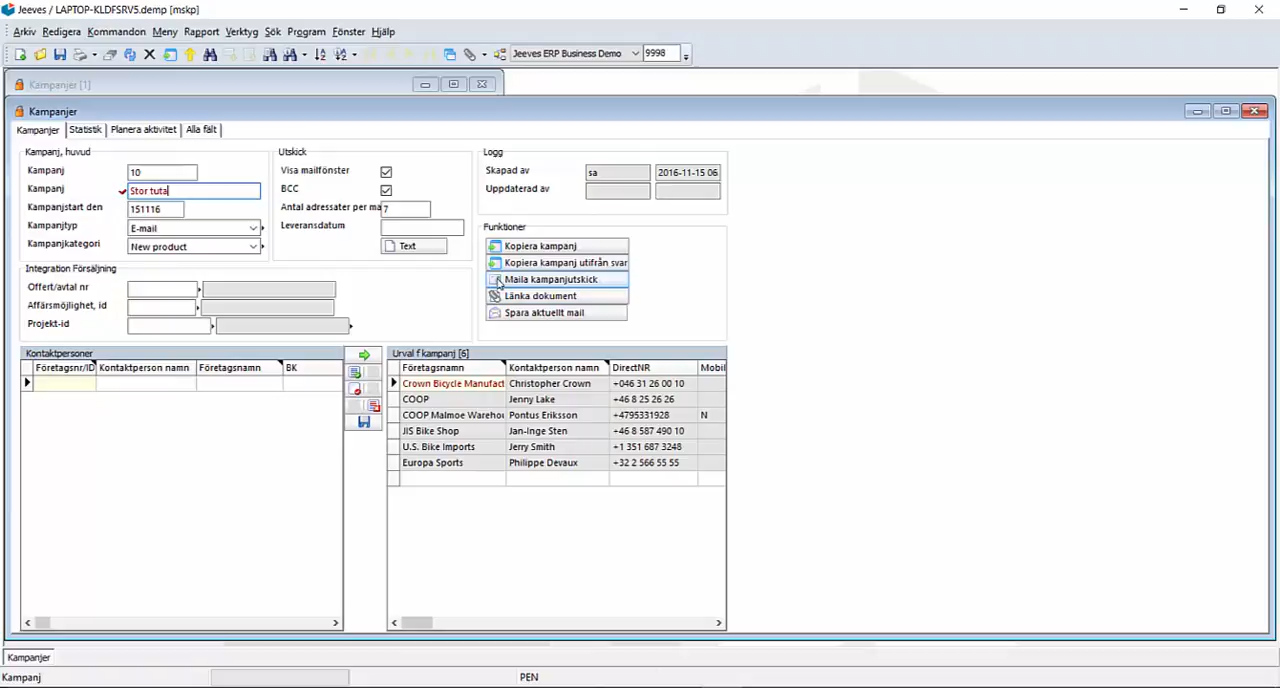 Jeeves / LAPTOP-KLDFSRV5.demp [mskp]
Arkiv Redigera Kommandon Meny Rapport Verktyg Sök Program Fönster Hjälp
Jeeves ERP Business Demo 9998
Kampanjer [1]
Kampanjer
Kampanjer Statistik Planera aktivitet Alla fält
Kampanj, huvud
Kampanj 10
Kampanj Stor tuta
Kampanjstart den 151116
Kampanjtyp E-mail
Kampanjkategori New product
Utskick
Visa mailfönster
BCC
Antal adressater per ma 7
Leveransdatum
Text
Logg
Skapad av sa 2016-11-15 06
Uppdaterad av
Funktioner
Kopiera kampanj
Kopiera kampanj utifrån svar
Maila kampanjutskick
Länka dokument
Spara aktuellt mail
Integration Försäljning
Offert/avtal nr
Affärsmöjlighet, id
Projekt-id
Kontaktpersoner
Företagsnr/ID Kontaktperson namn Företagsnamn BK
Urval f kampanj [6]
Företagsnamn Kontaktperson namn DirectNR Mobil
Crown Bicycle Manufact Christopher Crown +046 31 26 00 10
COOP Jenny Lake +46 8 25 26 26
COOP Malmoe Warehou Pontus Eriksson +4795331928 N
JIS Bike Shop Jan-Inge Sten +46 8 587 490 10
U.S. Bike Imports Jerry Smith +1 351 687 3248
Europa Sports Philippe Devaux +32 2 566 55 55
Kampanjer
Kampanj PEN